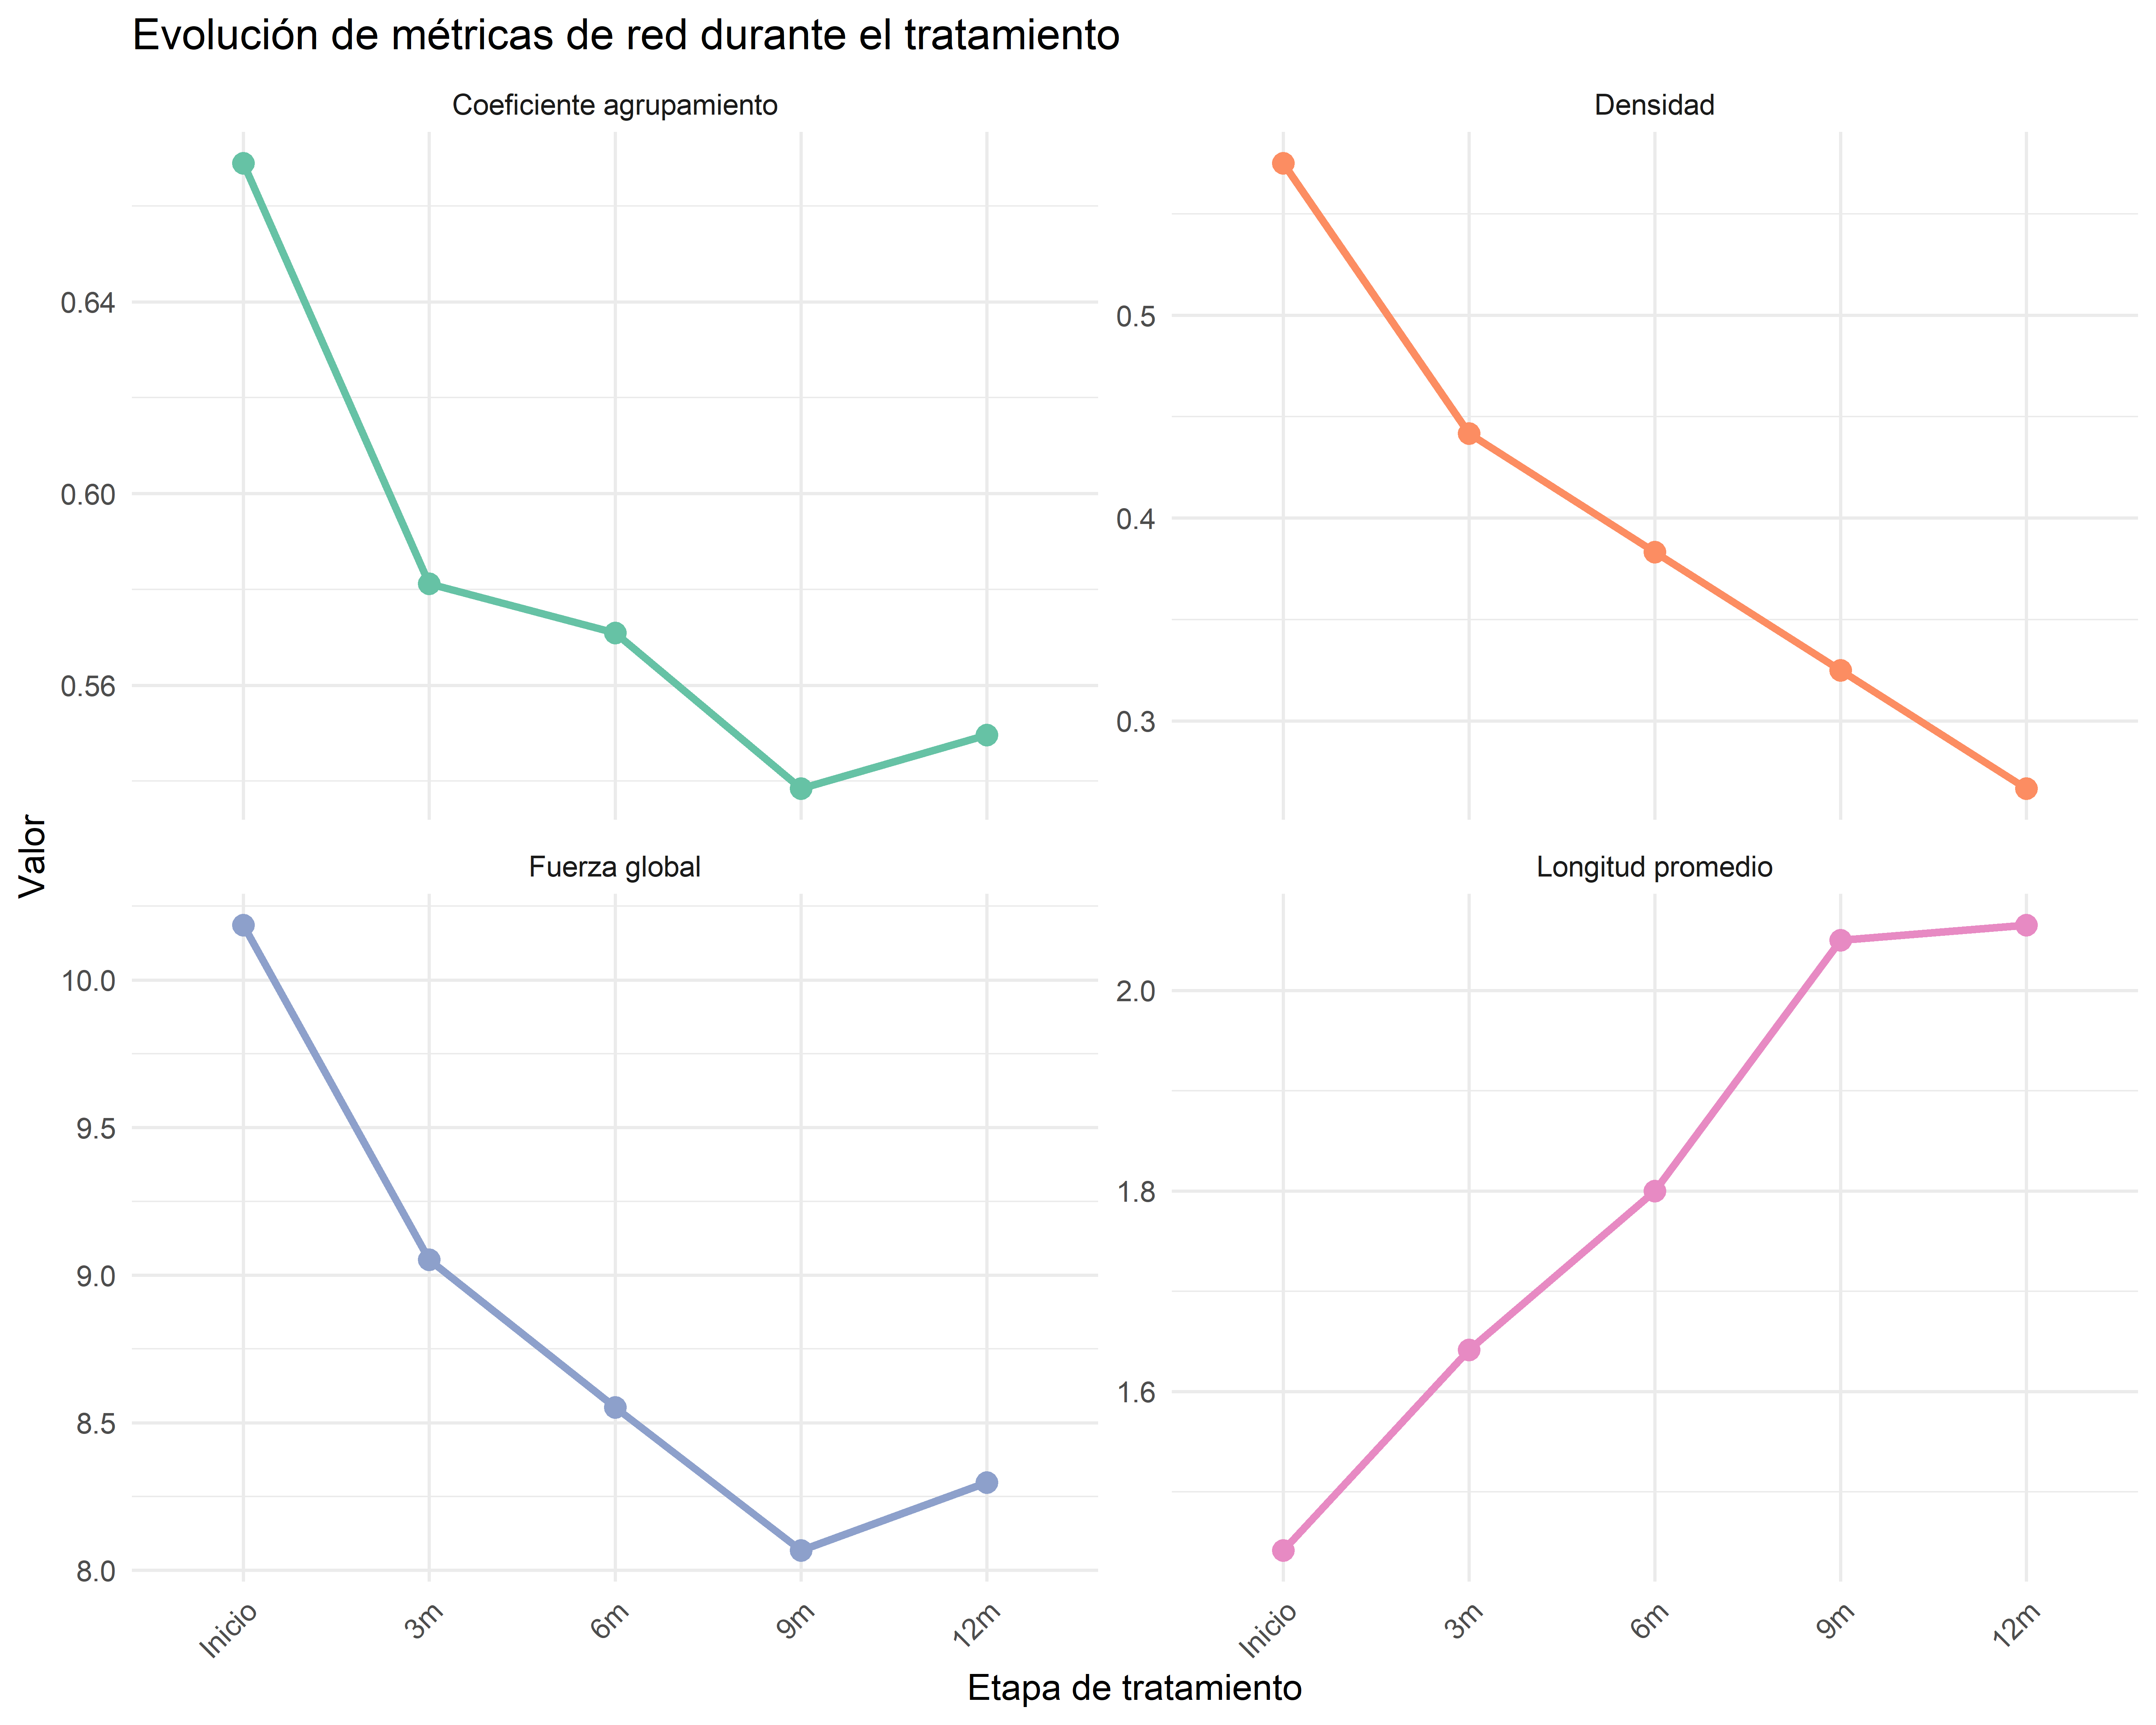 Evolución de métricas de red durante el tratamiento
Coeficiente agrupamiento
Densidad
0.64
0.60
0.56
0.5
0.4
0.3
Valor
Fuerza global
Longitud promedio
10.0
9.5
9.0
8.5
8.0
2.0
1.8
1.6
Inicio 3m 6m 9m 12m
Inicio 3m 6m 9m 12m
Etapa de tratamiento